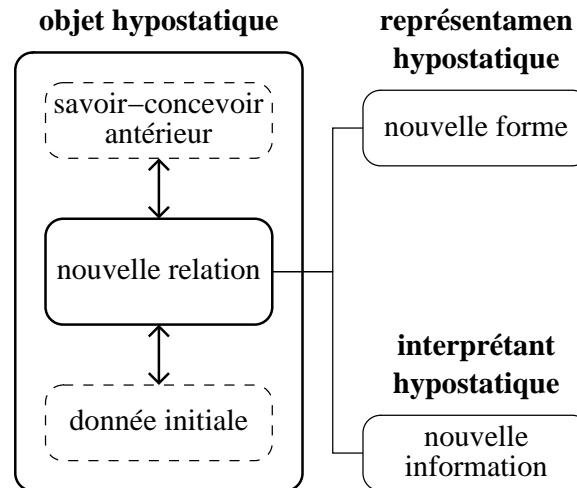 objet hypostatique
savoir−concevoir
antérieur
nouvelle relation
donnée initiale
représentamen
hypostatique
nouvelle forme
interprétant
hypostatique
nouvelle
information